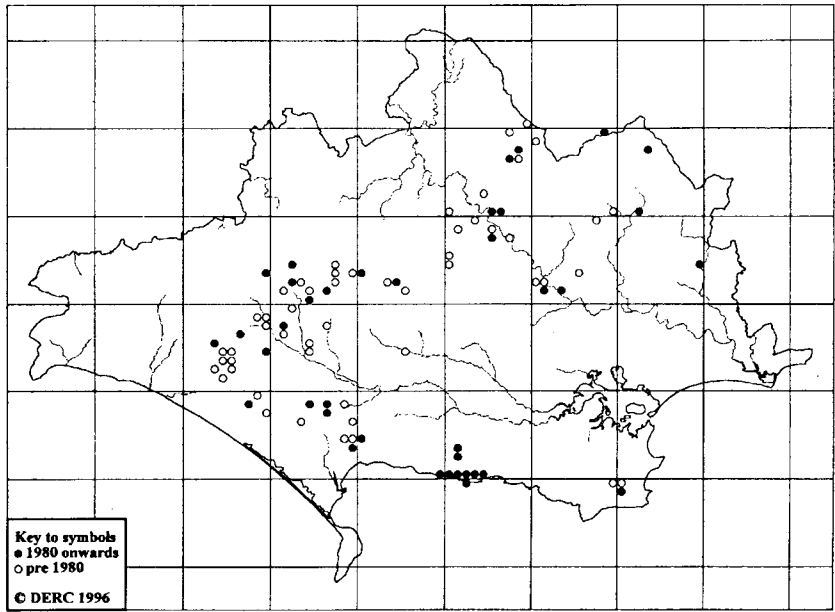 Key to symbols
● 1980 onwards
○ pre 1980
© DERC 1996